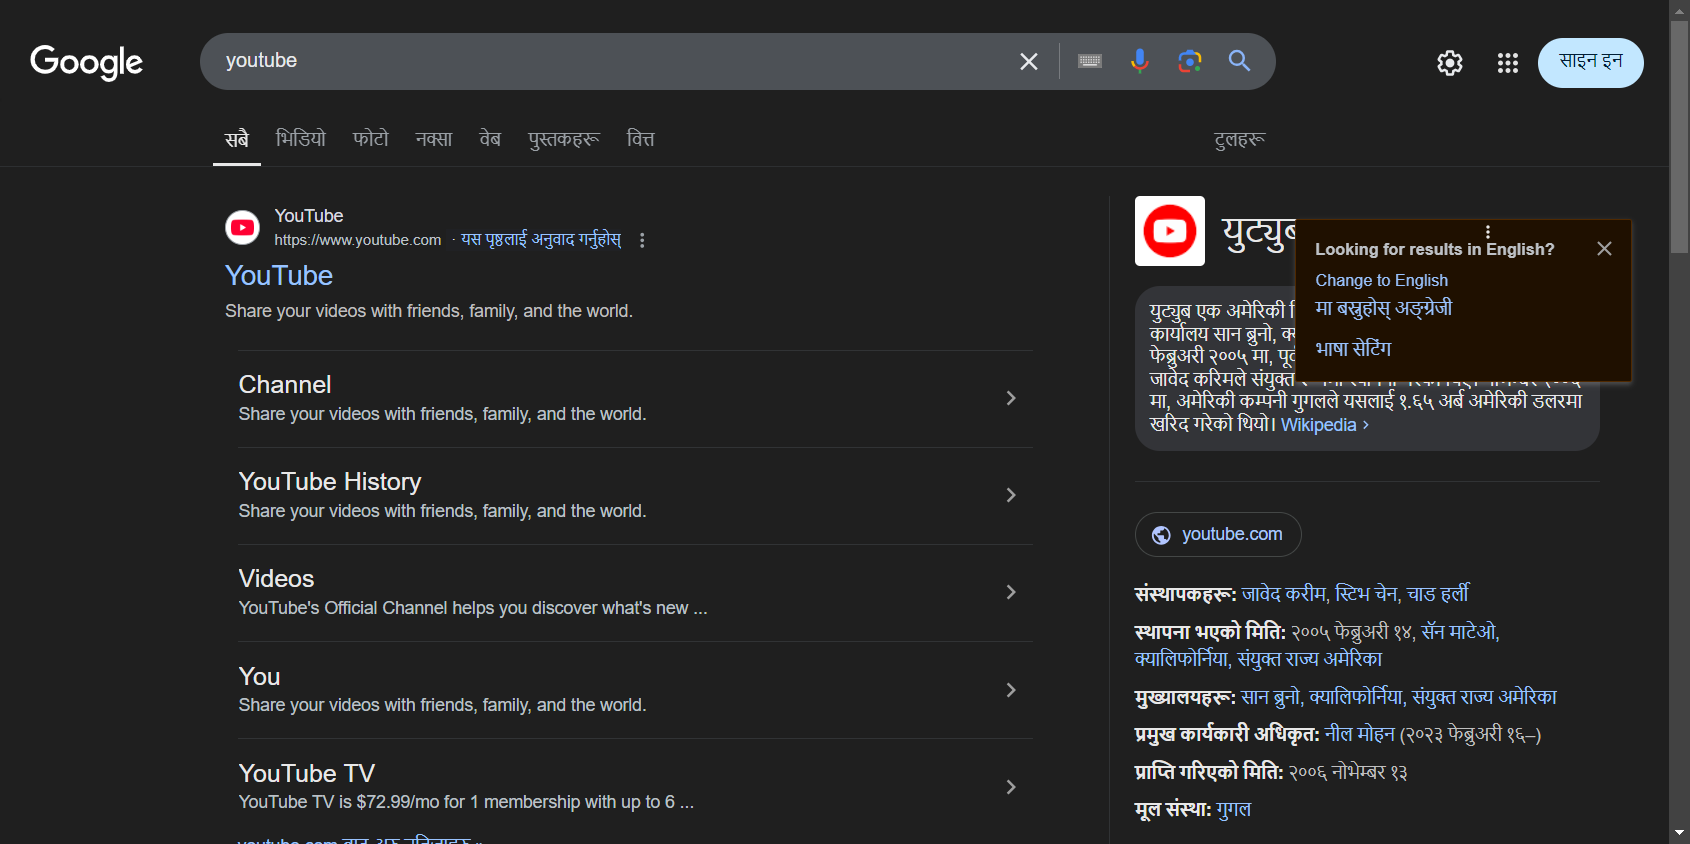 Google
youtube
साइन इन
सबै
भिडियो
फोटो
नक्सा
वेब
पुस्तकहरू
वित्त
टुलहरू
YouTube
https://www.youtube.com · यस पृष्ठलाई अनुवाद गर्नुहोस्
YouTube
Share your videos with friends, family, and the world.
Channel
Share your videos with friends, family, and the world.
YouTube History
Share your videos with friends, family, and the world.
Videos
YouTube's Official Channel helps you discover what's new ...
You
Share your videos with friends, family, and the world.
YouTube TV
YouTube TV is $72.99/mo for 1 membership with up to 6 ...
युट्युब
Looking for results in English?
Change to English
मा बस्नुहोस् अङ्ग्रेजी
भाषा सेटिंग
युट्युब एक अमेरिकी
कार्यालय सान ब्रुनो,
फेब्रुअरी २००५ मा,
जावेद करिमले संयुक्त
मा, अमेरिकी कम्पनी गुगलले यसलाई १.६५ अर्ब अमेरिकी डलरमा
खरिद गरेको थियो। Wikipedia ›
youtube.com
संस्थापकहरू: जावेद करीम, स्टिभ चेन, चाड हर्ली
स्थापना भएको मिति: २००५ फेब्रुअरी १४, सॅन माटेओ,
क्यालिफोर्निया, संयुक्त राज्य अमेरिका
मुख्यालयहरू: सान ब्रुनो, क्यालिफोर्निया, संयुक्त राज्य अमेरिका
प्रमुख कार्यकारी अधिकृत: नील मोहन (२०२३ फेब्रुअरी १६–)
प्राप्ति गरिएको मिति: २००६ नोभेम्बर १३
मूल संस्था: गुगल